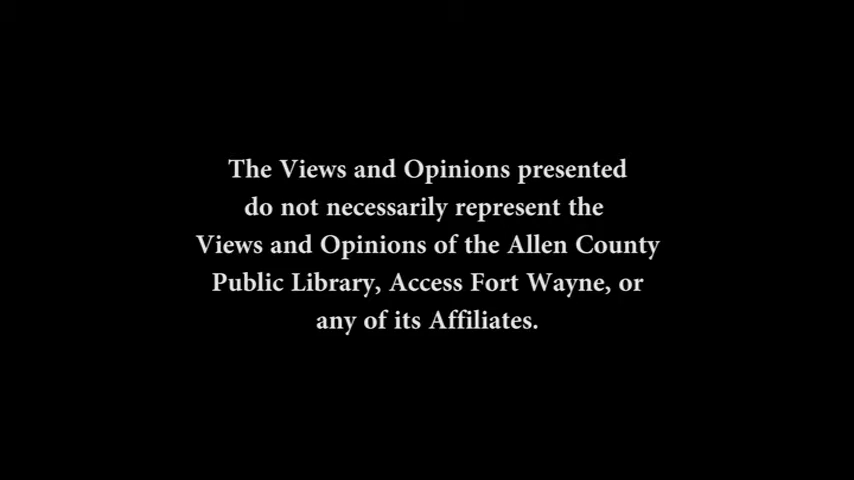 The Views and Opinions presented
do not necessarily represent the
Views and Opinions of the Allen County
Public Library, Access Fort Wayne, or
any of its Affiliates.